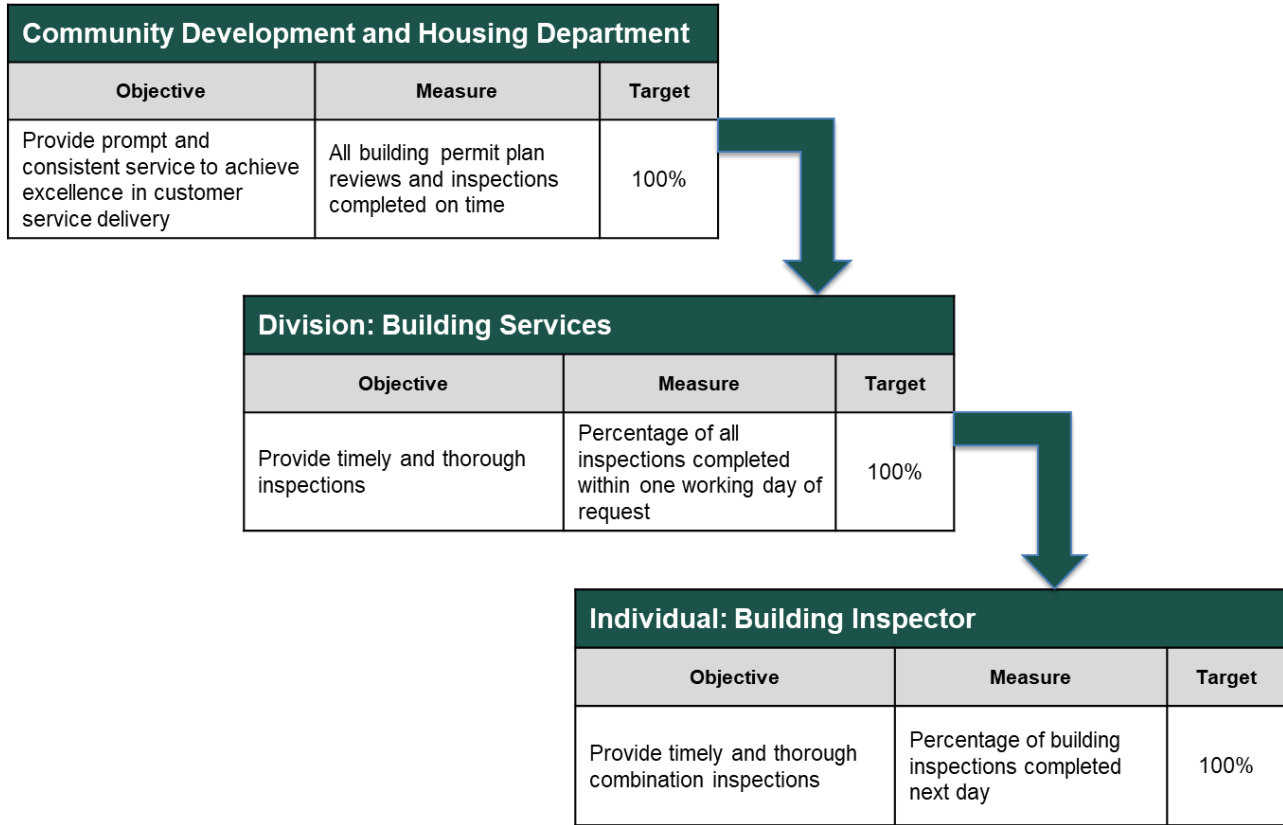 Community Development and Housing Department
Objective
Measure
Target
Provide prompt and
consistent service to achieve
excellence in customer
service delivery
All building permit plan
reviews and inspections
completed on time
100%
Division: Building Services
Objective
Measure
Target
Provide timely and thorough
inspections
Percentage of all
inspections completed
within one working day of
request
100%
Individual: Building Inspector
Objective
Measure
Target
Provide timely and thorough
combination inspections
Percentage of building
inspections completed
next day
100%